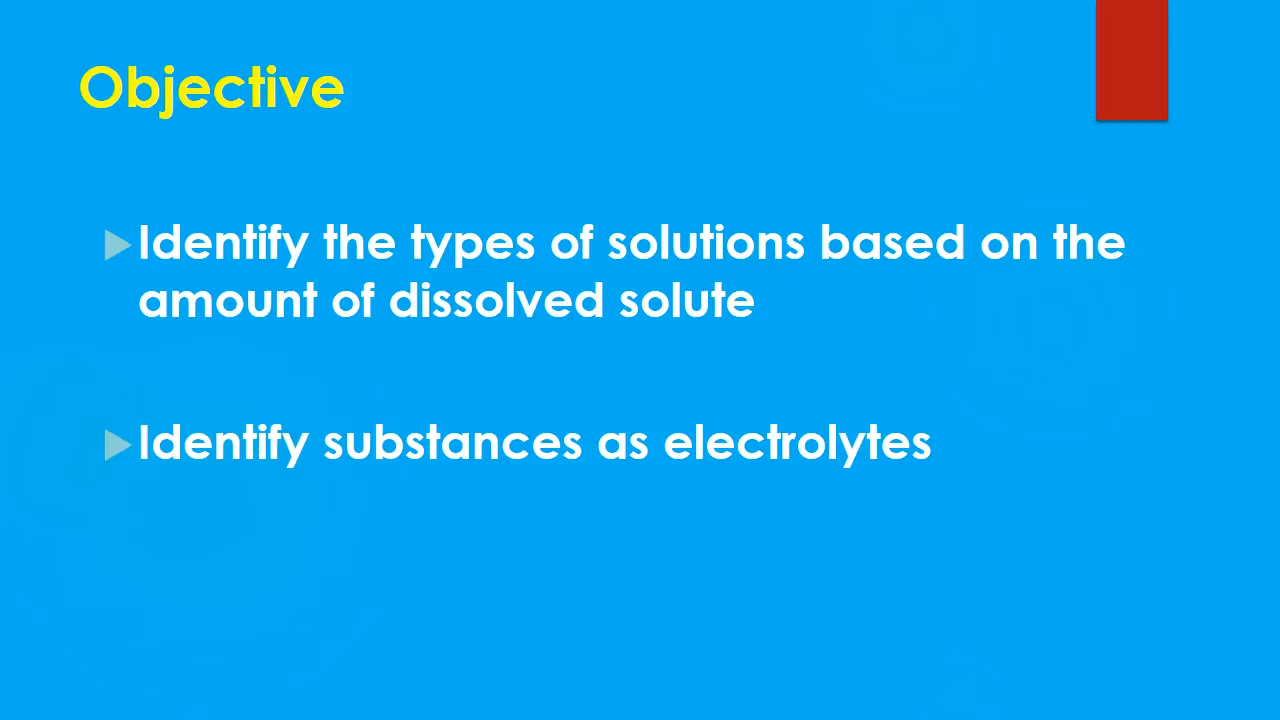 Objective
Identify the types of solutions based on the
amount of dissolved solute
Identify substances as electrolytes